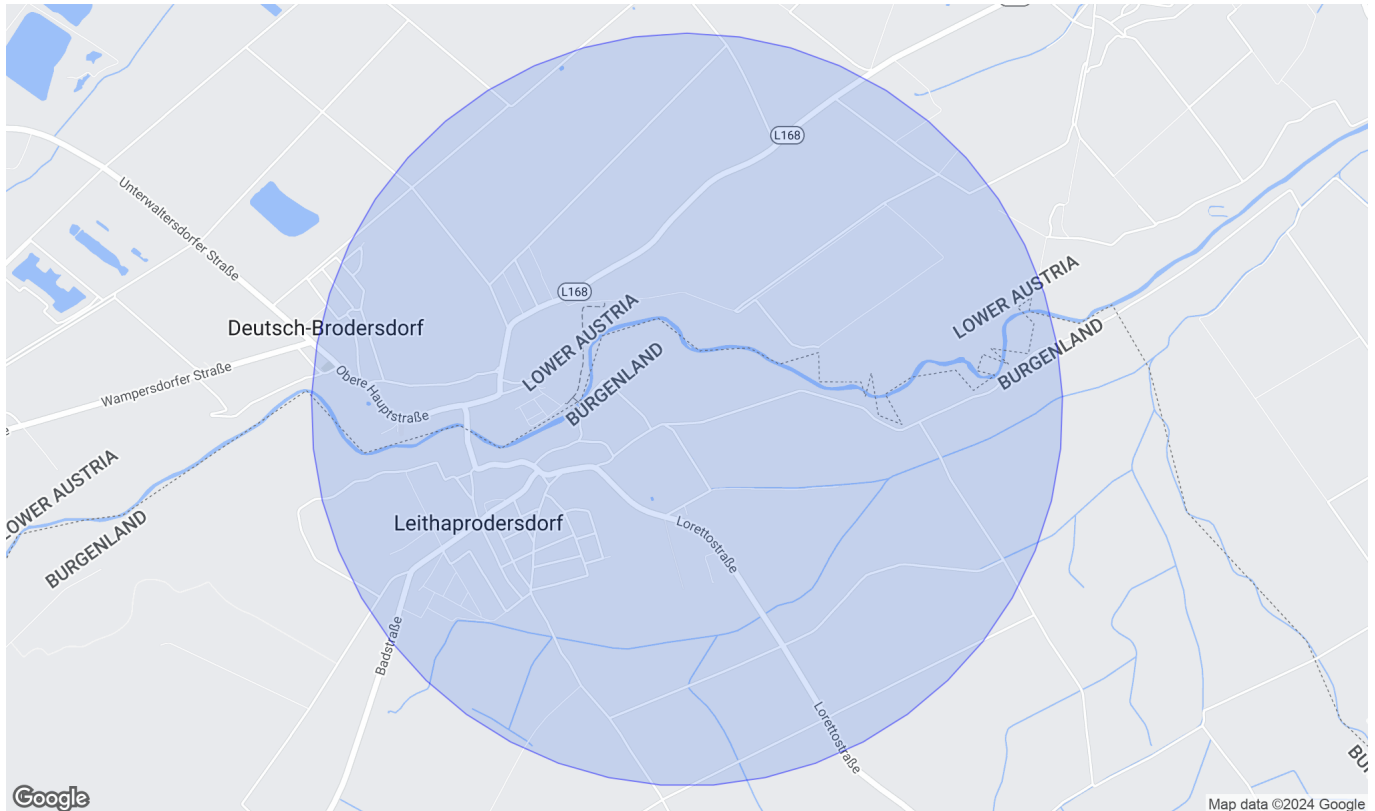 L168
Unterwaltersdorfer Straße
LOWER AUSTRIA
L168
Deutsch-Brodersdorf
LOWER AUSTRIA
BURGENLAND
BURGENLAND
Wampersdorfer Straße
Obere Hauptstraße
LOWER AUSTRIA
BURGENLAND
Leithaprodersdorf
Lorettostraße
Badstraße
Lorettostraße
Google
Map data ©2024 Google